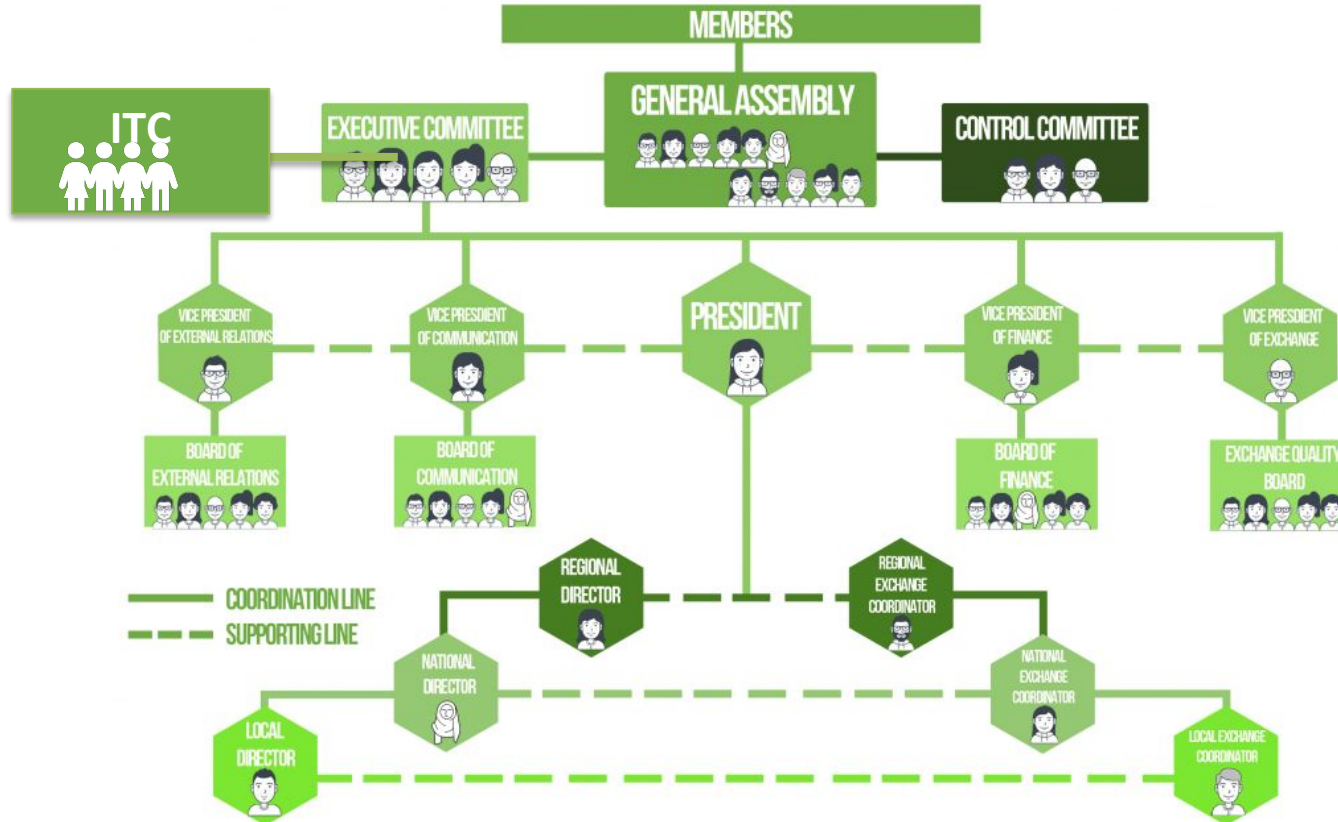 MEMBERS
ITC
EXECUTIVE COMMITTEE
GENERAL ASSEMBLY
CONTROL COMMITTEE
VICE PRESIDENT
OF EXTERNAL RELATIONS
VICE PRESDIENT
OF COMMUNICATION
PRESIDENT
VICE PRESIDENT
OF FINANCE
VICE PRESDIENT
OF EXCHANGE
BOARD OF
EXTERNAL RELATIONS
BOARD OF
COMMUNICATION
BOARD OF
FINANCE
EXCHANGE QUALITY
BOARD
REGIONAL
DIRECTOR
REGIONAL
EXCHANGE
COORDINATOR
COORDINATION LINE
SUPPORTING LINE
NATIONAL
DIRECTOR
NATIONAL
EXCHANGE
COORDINATOR
LOCAL
DIRECTOR
LOCAL EXCHANGE
COORDINATOR